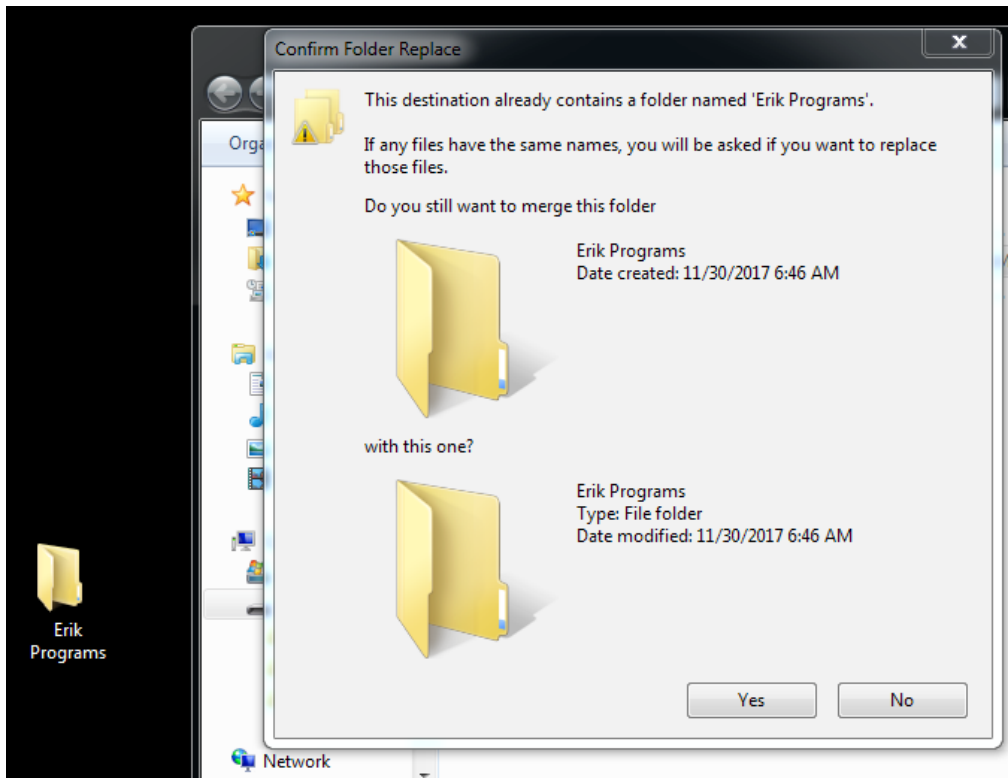 Confirm Folder Replace
This destination already contains a folder named 'Erik Programs'.
Orga
If any files have the same names, you will be asked if you want to replace
those files.
Do you still want to merge this folder
Erik Programs
Date created: 11/30/2017 6:46 AM
with this one?
Erik Programs
Type: File folder
Date modified: 11/30/2017 6:46 AM
Erik
Programs
Yes
No
Network